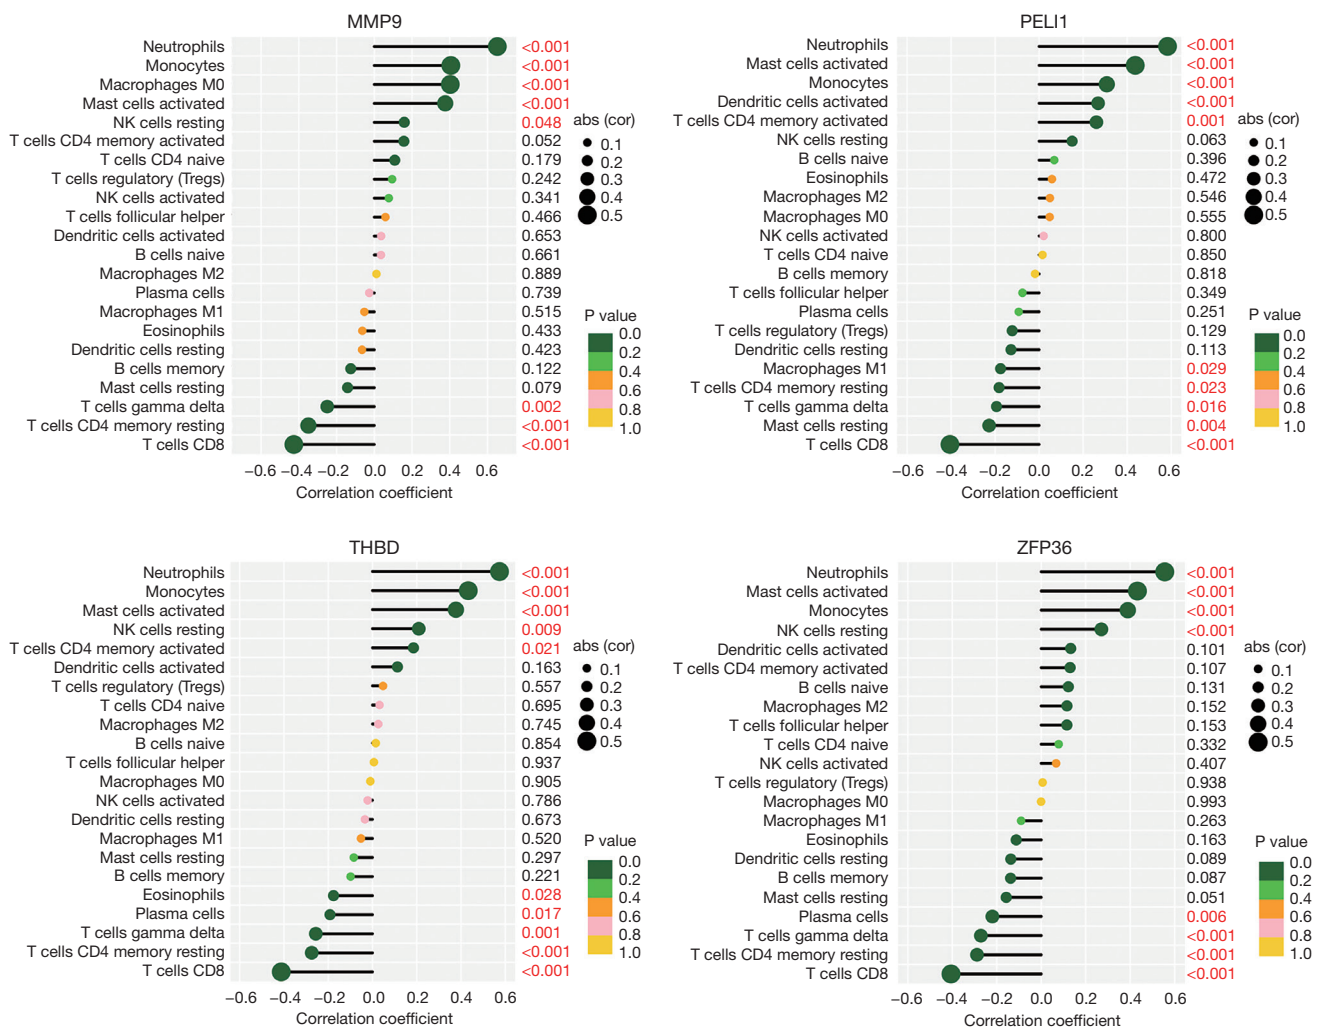 MMP9
Neutrophils <0.001
Monocytes <0.001
Macrophages M0 <0.001
Mast cells activated <0.001
NK cells resting 0.048
T cells CD4 memory activated 0.052
T cells CD4 naive 0.179
T cells regulatory (Tregs) 0.242
NK cells activated 0.341
T cells follicular helper 0.466
Dendritic cells activated 0.653
B cells naive 0.661
Macrophages M2 0.889
Plasma cells 0.739
Macrophages M1 0.515
Eosinophils 0.433
Dendritic cells resting 0.423
B cells memory 0.122
Mast cells resting 0.079
T cells gamma delta 0.002
T cells CD4 memory resting <0.001
T cells CD8 <0.001
−0.6 −0.4 −0.2 0.0 0.2 0.4 0.6
Correlation coefficient
abs (cor)
0.1
0.2
0.3
0.4
0.5
P value
0.0
0.2
0.4
0.6
0.8
1.0
PELI1
Neutrophils <0.001
Mast cells activated <0.001
Monocytes <0.001
Dendritic cells activated <0.001
T cells CD4 memory activated 0.001
NK cells resting 0.063
B cells naive 0.396
Eosinophils 0.472
Macrophages M2 0.546
Macrophages M0 0.555
NK cells activated 0.800
T cells CD4 naive 0.850
B cells memory 0.818
T cells follicular helper 0.349
Plasma cells 0.251
T cells regulatory (Tregs) 0.129
Dendritic cells resting 0.113
Macrophages M1 0.029
T cells CD4 memory resting 0.023
T cells gamma delta 0.016
Mast cells resting 0.004
T cells CD8 <0.001
−0.6 −0.4 −0.2 0.0 0.2 0.4 0.6
Correlation coefficient
abs (cor)
0.1
0.2
0.3
0.4
0.5
P value
0.0
0.2
0.4
0.6
0.8
1.0
THBD
Neutrophils <0.001
Monocytes <0.001
Mast cells activated <0.001
NK cells resting 0.009
T cells CD4 memory activated 0.021
Dendritic cells activated 0.163
T cells regulatory (Tregs) 0.557
T cells CD4 naive 0.695
Macrophages M2 0.745
B cells naive 0.854
T cells follicular helper 0.937
Macrophages M0 0.905
NK cells activated 0.786
Dendritic cells resting 0.673
Macrophages M1 0.520
Mast cells resting 0.297
B cells memory 0.221
Eosinophils 0.028
Plasma cells 0.017
T cells gamma delta 0.001
T cells CD4 memory resting <0.001
T cells CD8 <0.001
−0.6 −0.4 −0.2 0.0 0.2 0.4 0.6
Correlation coefficient
abs (cor)
0.1
0.2
0.3
0.4
0.5
P value
0.0
0.2
0.4
0.6
0.8
1.0
ZFP36
Neutrophils <0.001
Mast cells activated <0.001
Monocytes <0.001
NK cells resting <0.001
Dendritic cells activated 0.101
T cells CD4 memory activated 0.107
B cells naive 0.131
Macrophages M2 0.152
T cells follicular helper 0.153
T cells CD4 naive 0.332
NK cells activated 0.407
T cells regulatory (Tregs) 0.938
Macrophages M0 0.993
Macrophages M1 0.263
Eosinophils 0.163
Dendritic cells resting 0.089
B cells memory 0.087
Mast cells resting 0.051
Plasma cells 0.006
T cells gamma delta <0.001
T cells CD4 memory resting <0.001
T cells CD8 <0.001
−0.6 −0.4 −0.2 0.0 0.2 0.4 0.6
Correlation coefficient
abs (cor)
0.1
0.2
0.3
0.4
0.5
P value
0.0
0.2
0.4
0.6
0.8
1.0